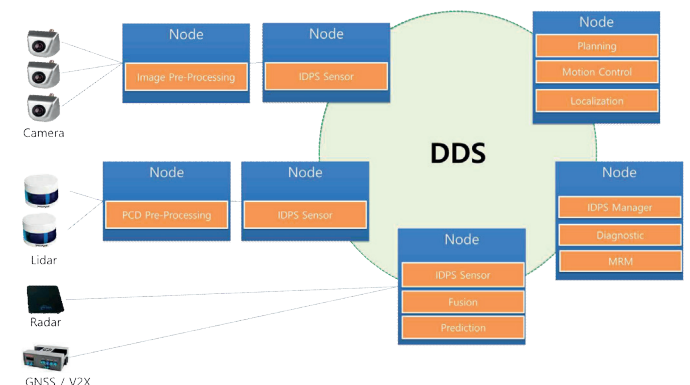 Node
Image Pre-Processing
Node
IDPS Sensor
Node
Planning
Motion Control
Localization
Camera
DDS
Node
PCD Pre-Processing
Node
IDPS Sensor
Node
IDPS Manager
Diagnostic
MRM
Lidar
Node
IDPS Sensor
Fusion
Prediction
Radar
GNSS / V2X